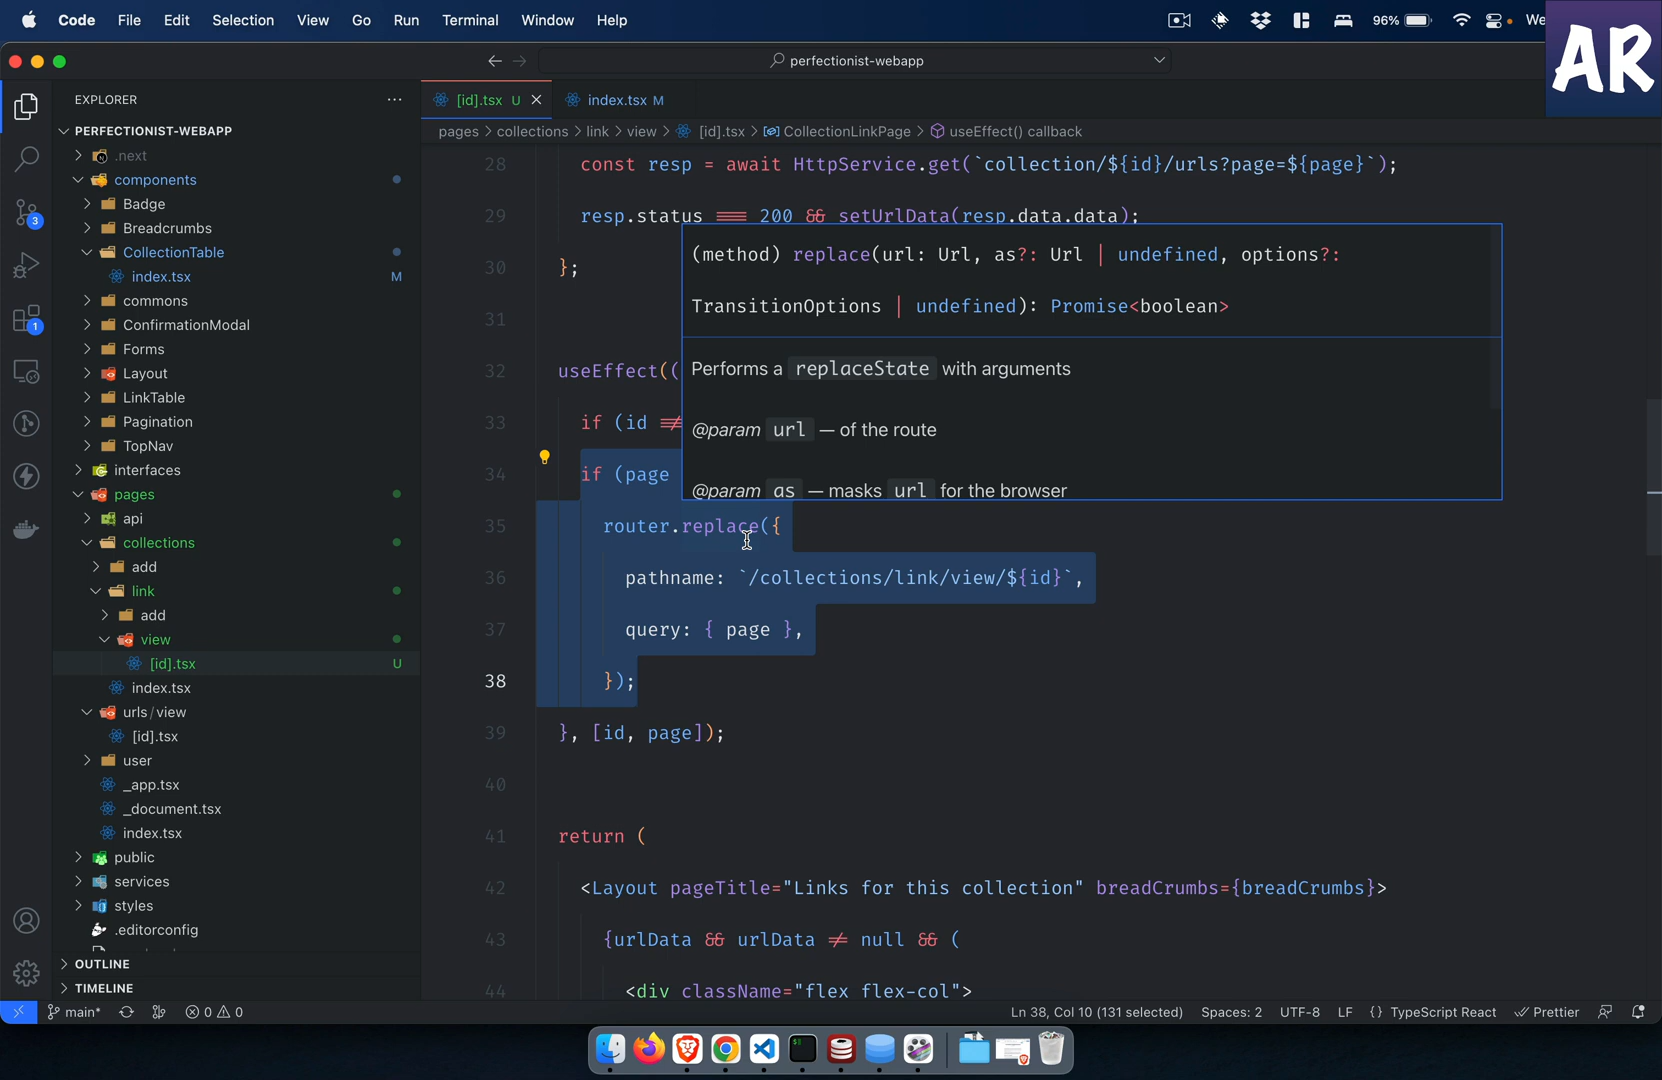 Code File Edit Selection View Go Run Terminal Window Help 96% We
AR
perfectionist-webapp
EXPLORER
PERFECTIONIST-WEBAPP
.next
components
Badge
Breadcrumbs
CollectionTable
index.tsx M
commons
ConfirmationModal
Forms
Layout
LinkTable
Pagination
TopNav
interfaces
pages
api
collections
add
link
add
view
[id].tsx U
index.tsx
urls/view
[id].tsx
user
_app.tsx
_document.tsx
index.tsx
public
services
styles
.editorconfig
OUTLINE
TIMELINE
3
1
[id].tsx U index.tsx M
pages > collections > link > view > [id].tsx > CollectionLinkPage > useEffect() callback
28 const resp = await HttpService.get(`collection/${id}/urls?page=${page}`);
29 resp.status === 200 && setUrlData(resp.data.data);
30 };
31
32 useEffect((
33 if (id !==
34 if (page
35 router.replace({
36 pathname: `/collections/link/view/${id}`,
37 query: { page },
38 });
39 }, [id, page]);
40
41 return (
42 <Layout pageTitle="Links for this collection" breadCrumbs={breadCrumbs}>
43 {urlData && urlData != null && (
44 <div className="flex flex-col">
(method) replace(url: Url, as?: Url | undefined, options?:
TransitionOptions | undefined): Promise<boolean>
Performs a replaceState with arguments
@param url — of the route
@param as — masks url for the browser
main* 0 0 Ln 38, Col 10 (131 selected) Spaces: 2 UTF-8 LF {} TypeScript React Prettier